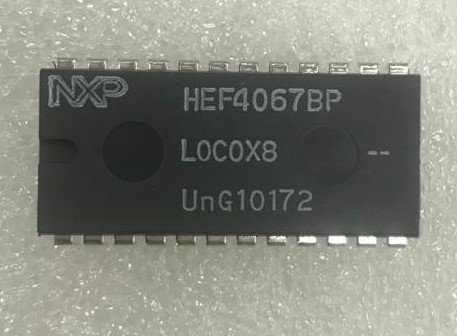 NXP
HEF4067BP
L0C0X8
--
UnG10172